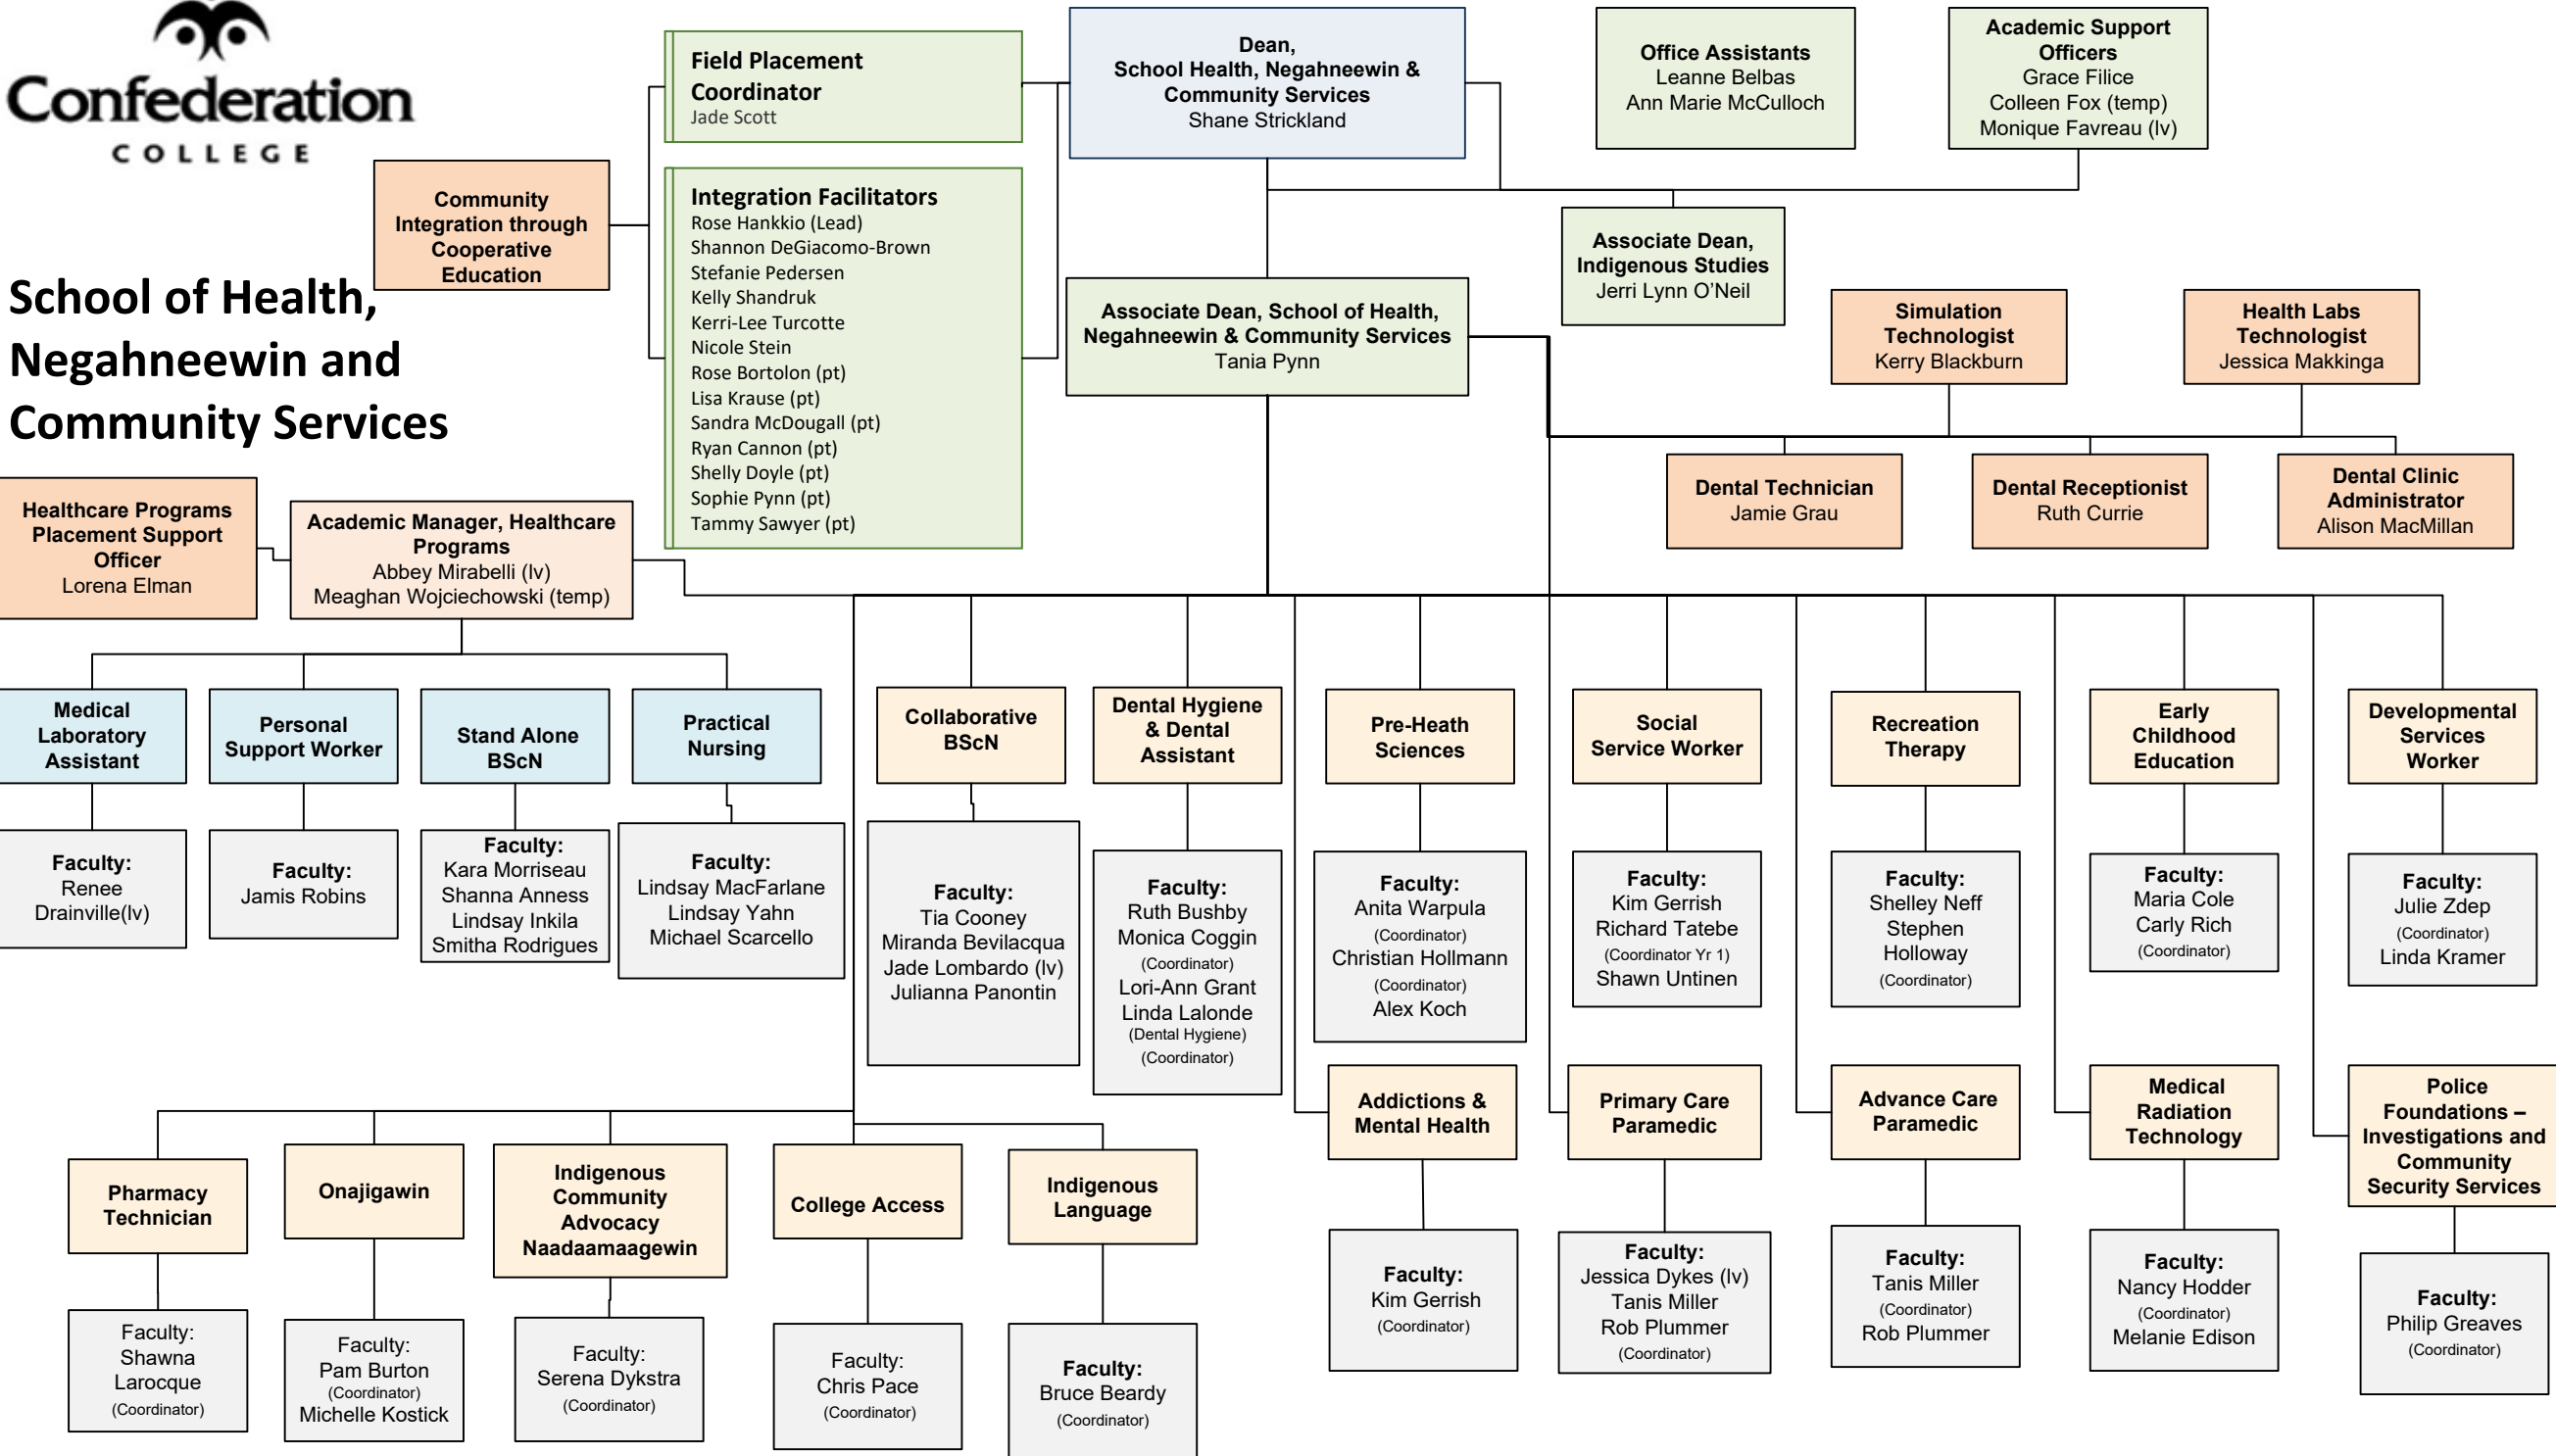 Confederation
COLLEGE
School of Health,
Negahneewin and
Community Services
Community
Integration through
Cooperative
Education
Field Placement
Coordinator
Jade Scott
Integration Facilitators
Rose Hankkio (Lead)
Shannon DeGiacomo-Brown
Stefanie Pedersen
Kelly Shandruk
Kerri-Lee Turcotte
Nicole Stein
Rose Bortolon (pt)
Lisa Krause (pt)
Sandra McDougall (pt)
Ryan Cannon (pt)
Shelly Doyle (pt)
Sophie Pynn (pt)
Tammy Sawyer (pt)
Dean,
School Health, Negahneewin &
Community Services
Shane Strickland
Office Assistants
Leanne Belbas
Ann Marie McCulloch
Academic Support
Officers
Grace Filice
Colleen Fox (temp)
Monique Favreau (lv)
Associate Dean,
Indigenous Studies
Jerri Lynn O’Neil
Associate Dean, School of Health,
Negahneewin & Community Services
Tania Pynn
Simulation
Technologist
Kerry Blackburn
Health Labs
Technologist
Jessica Makkinga
Dental Technician
Jamie Grau
Dental Receptionist
Ruth Currie
Dental Clinic
Administrator
Alison MacMillan
Healthcare Programs
Placement Support
Officer
Lorena Elman
Academic Manager, Healthcare
Programs
Abbey Mirabelli (lv)
Meaghan Wojciechowski (temp)
Medical
Laboratory
Assistant
Personal
Support Worker
Stand Alone
BScN
Practical
Nursing
Collaborative
BScN
Dental Hygiene
& Dental
Assistant
Pre-Heath
Sciences
Social
Service Worker
Recreation
Therapy
Early
Childhood
Education
Developmental
Services
Worker
Faculty:
Renee
Drainville(lv)
Faculty:
Jamis Robins
Faculty:
Kara Morriseau
Shanna Anness
Lindsay Inkila
Smitha Rodrigues
Faculty:
Lindsay MacFarlane
Lindsay Yahn
Michael Scarcello
Faculty:
Tia Cooney
Miranda Bevilacqua
Jade Lombardo (lv)
Julianna Panontin
Faculty:
Ruth Bushby
Monica Coggin
(Coordinator)
Lori-Ann Grant
Linda Lalonde
(Dental Hygiene)
(Coordinator)
Faculty:
Anita Warpula
(Coordinator)
Christian Hollmann
(Coordinator)
Alex Koch
Faculty:
Kim Gerrish
Richard Tatebe
(Coordinator Yr 1)
Shawn Untinen
Faculty:
Shelley Neff
Stephen
Holloway
(Coordinator)
Faculty:
Maria Cole
Carly Rich
(Coordinator)
Faculty:
Julie Zdep
(Coordinator)
Linda Kramer
Addictions &
Mental Health
Primary Care
Paramedic
Advance Care
Paramedic
Medical
Radiation
Technology
Police
Foundations –
Investigations and
Community
Security Services
Pharmacy
Technician
Onajigawin
Indigenous
Community
Advocacy
Naadaamaagewin
College Access
Indigenous
Language
Faculty:
Shawna
Larocque
(Coordinator)
Faculty:
Pam Burton
(Coordinator)
Michelle Kostick
Faculty:
Serena Dykstra
(Coordinator)
Faculty:
Chris Pace
(Coordinator)
Faculty:
Bruce Beardy
(Coordinator)
Faculty:
Kim Gerrish
(Coordinator)
Faculty:
Jessica Dykes (lv)
Tanis Miller
Rob Plummer
(Coordinator)
Faculty:
Tanis Miller
(Coordinator)
Rob Plummer
Faculty:
Nancy Hodder
(Coordinator)
Melanie Edison
Faculty:
Philip Greaves
(Coordinator)